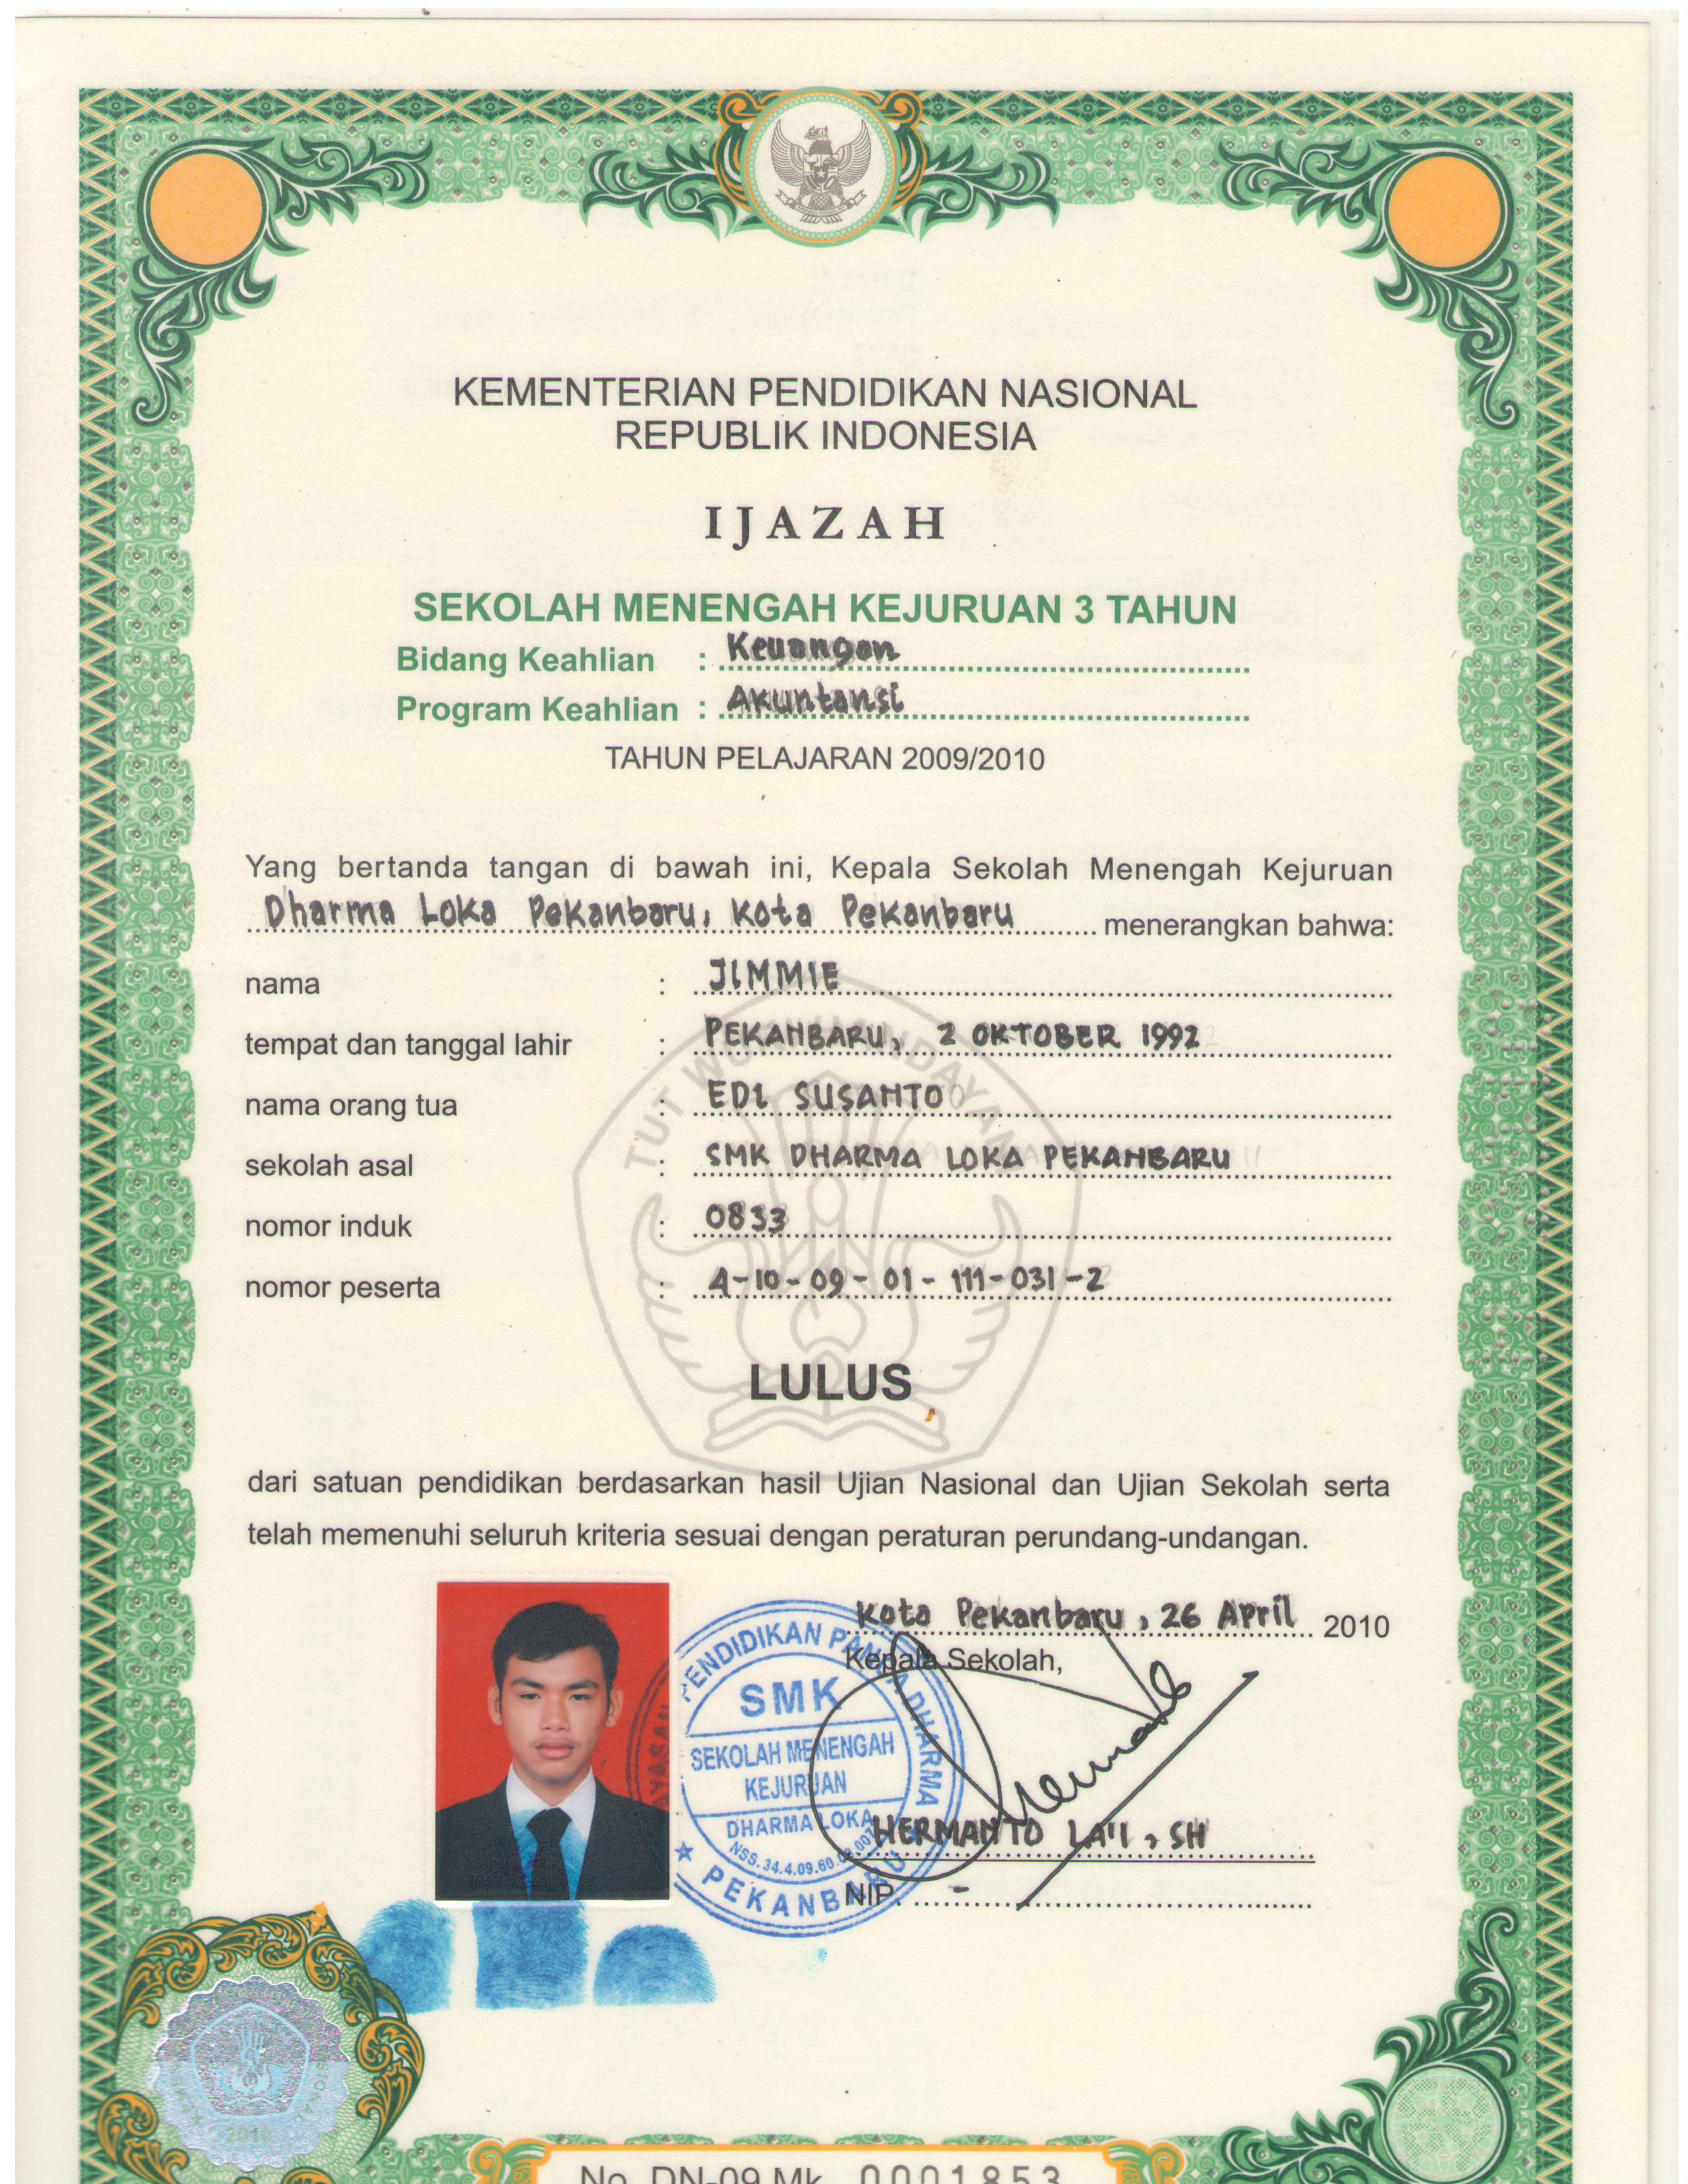 KEMENTERIAN PENDIDIKAN NASIONAL
REPUBLIK INDONESIA
IJAZAH
SEKOLAH MENENGAH KEJURUAN 3 TAHUN
Bidang Keahlian : Keuangan
Program Keahlian : Akuntansi
TAHUN PELAJARAN 2009/2010
Yang bertanda tangan di bawah ini, Kepala Sekolah Menengah Kejuruan
Dharma Loka Pekanbaru, Kota Pekanbaru menerangkan bahwa:
nama : JIMMIE
tempat dan tanggal lahir : PEKANBARU, 2 OKTOBER 1992
nama orang tua : EDI SUSANTO
sekolah asal : SMK DHARMA LOKA PEKANBARU
nomor induk : 0833
nomor peserta : 4-10-09-01-111-031-2
TUT WURI HANDAYANI
LULUS
dari satuan pendidikan berdasarkan hasil Ujian Nasional dan Ujian Sekolah serta
telah memenuhi seluruh kriteria sesuai dengan peraturan perundang-undangan.
Kota Pekanbaru, 26 April 2010
Kepala Sekolah,
YAYASAN PENDIDIKAN PANCA DHARMA
SMK
SEKOLAH MENENGAH
KEJURUAN
DHARMA LOKA
NSS. 34.4.09.60.
PEKANBARU
HERMANTO LA'I, SH
NIP. -
2010
No. DN-09 Mk 0001853